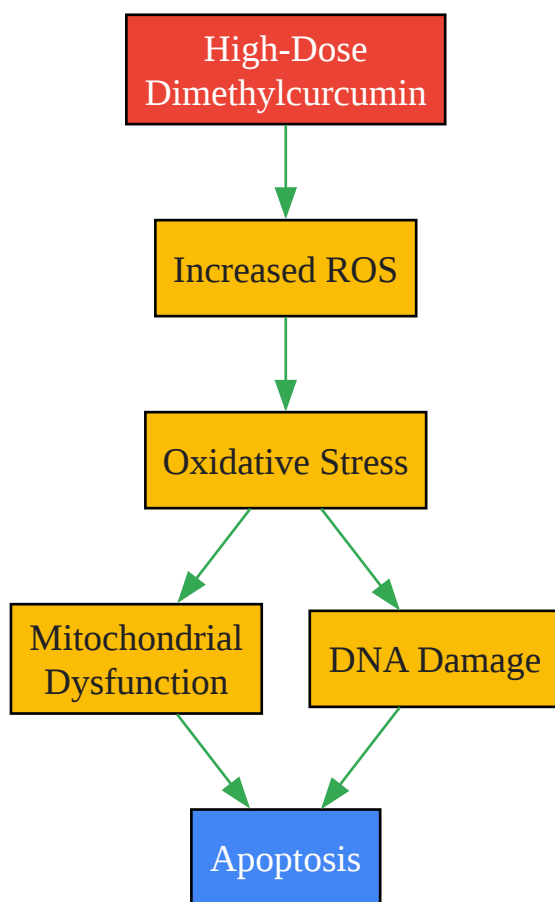 High-Dose
Dimethylcurcumin
Increased ROS
Oxidative Stress
Mitochondrial
Dysfunction
DNA Damage
Apoptosis